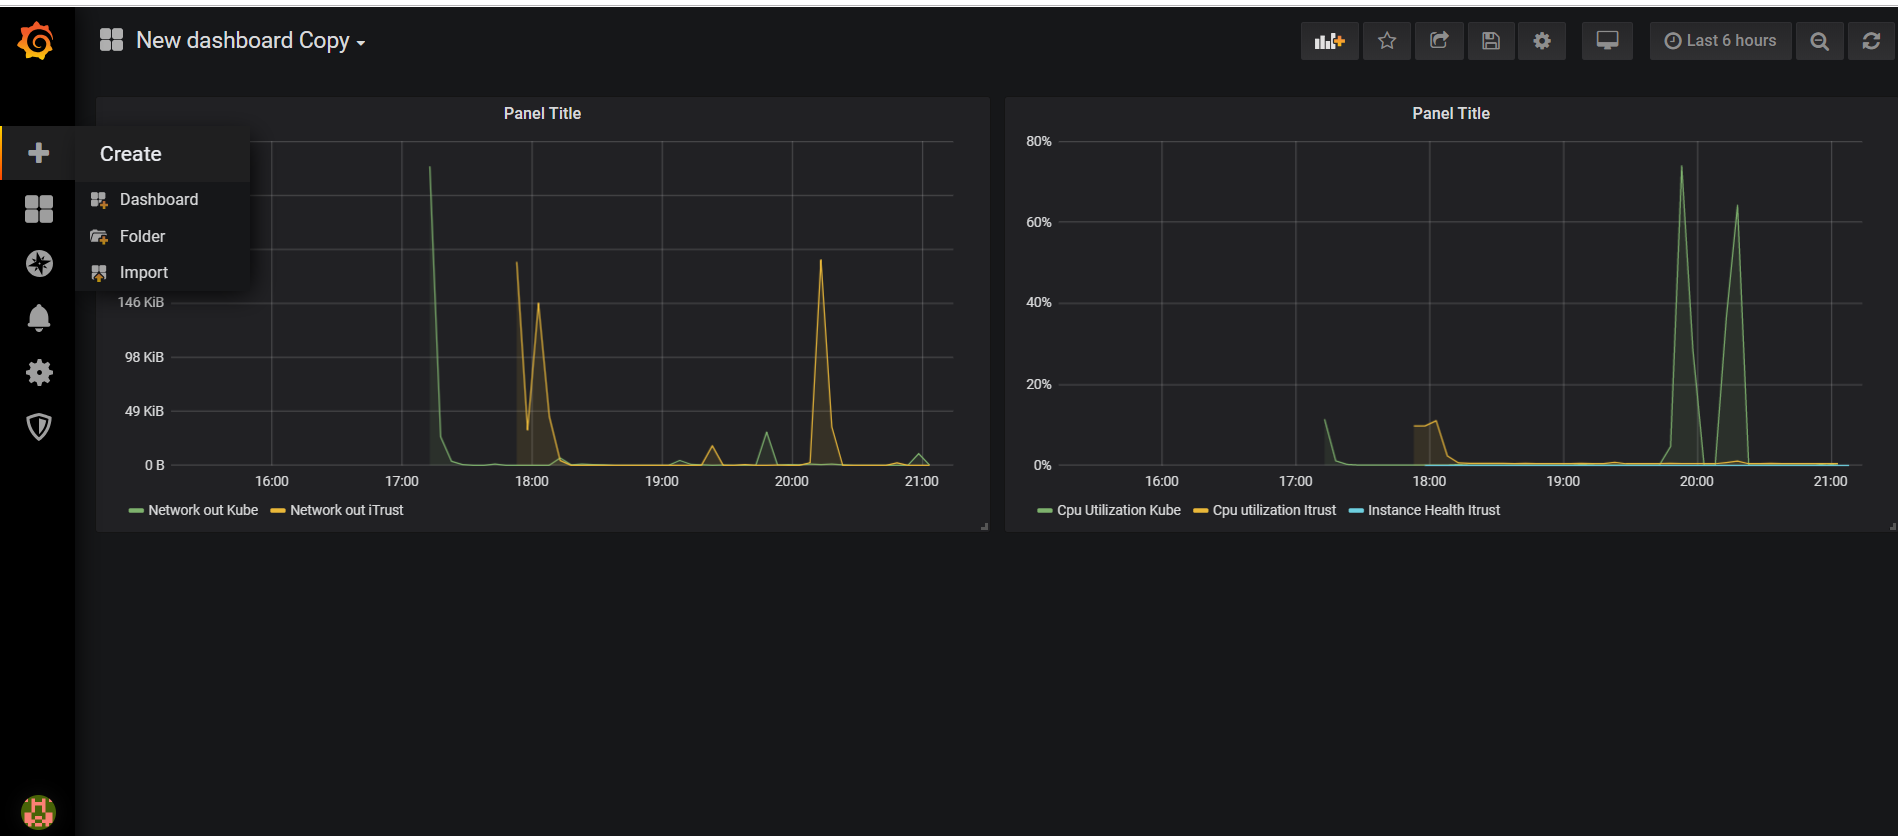 New dashboard Copy
Last 6 hours
Create
Dashboard
Folder
Import
Panel Title
146 KiB
98 KiB
49 KiB
0 B
16:00 17:00 18:00 19:00 20:00 21:00
Network out Kube Network out iTrust
Panel Title
80%
60%
40%
20%
0%
16:00 17:00 18:00 19:00 20:00 21:00
Cpu Utilization Kube Cpu utilization Itrust Instance Health Itrust